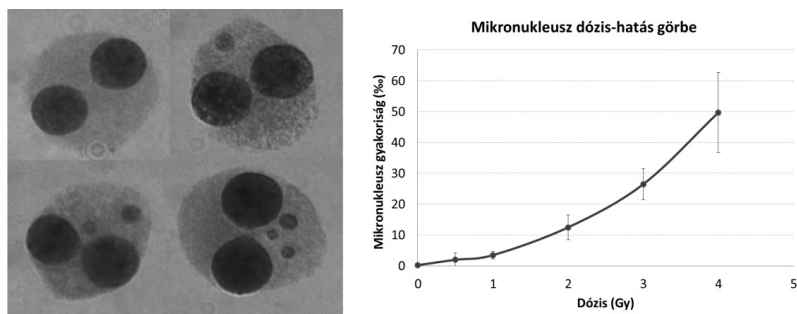 Mikronukleusz dózis-hatás görbe
Mikronukleusz gyakoriság (‰)
70
60
50
40
30
20
10
0
0 1 2 3 4 5
Dózis (Gy)